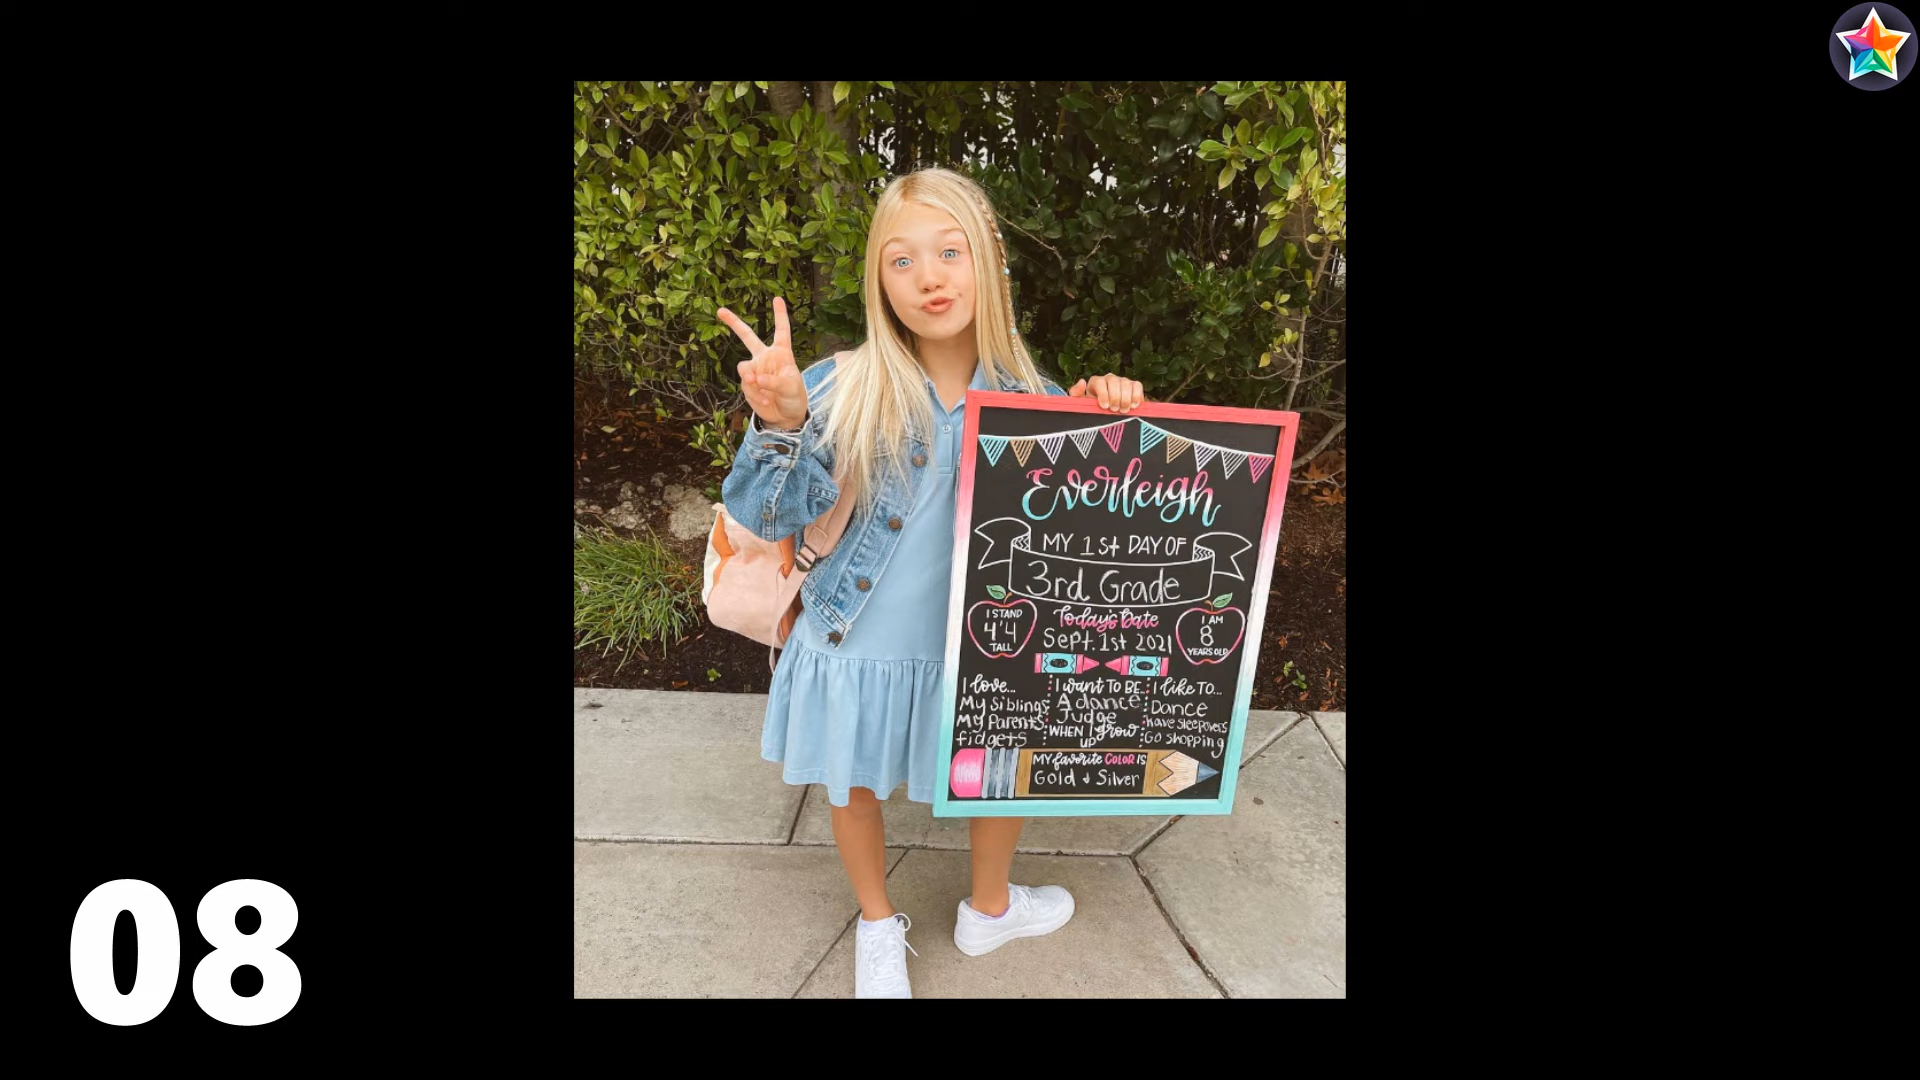 Everleigh
MY 1st DAY OF
3rd Grade
I STAND
4'4
TALL
Today's Date
Sept. 1st 2021
I AM
8
YEARS OLD
I love...
My Siblings
My Parents
fidgets
I want TO BE...
A dance
Judge
WHEN I grow
UP
I like TO...
Dance
have sleepovers
Go shopping
MY favorite COLOR IS
Gold & Silver
08